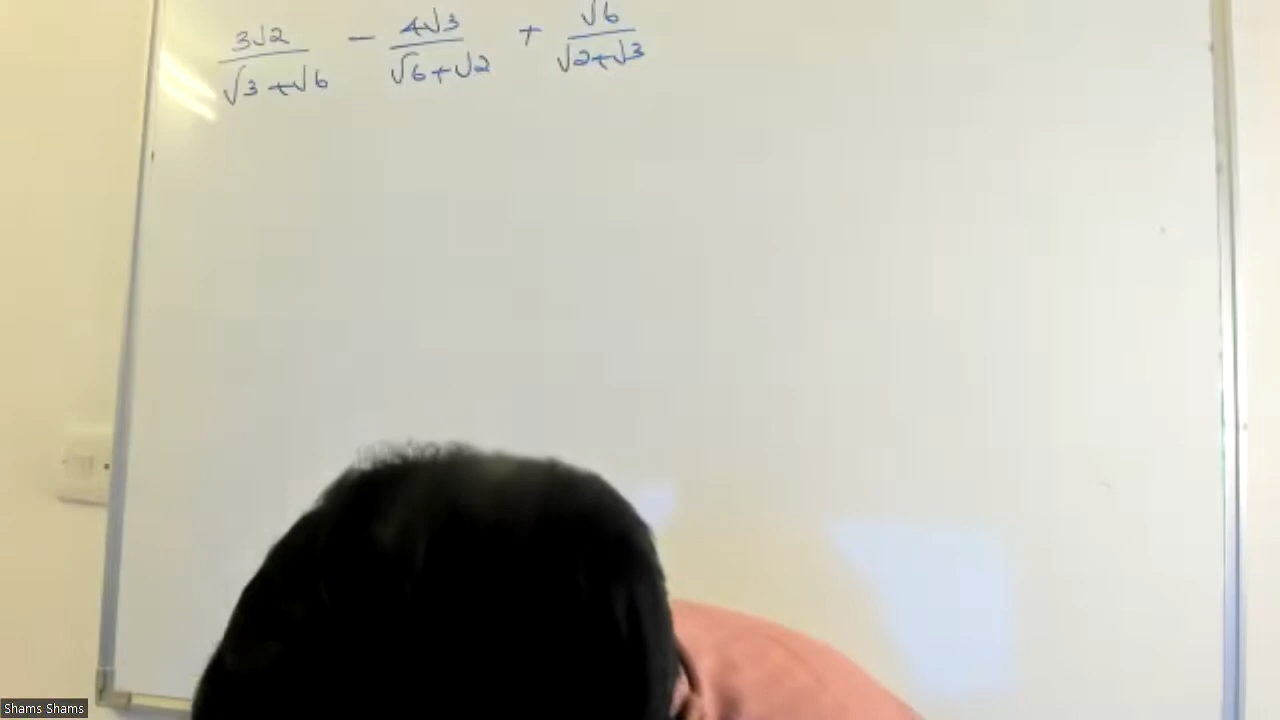 3√2/(√3+√6) − 4√3/(√6+√2) + √6/(√2+√3)
Shams Shams